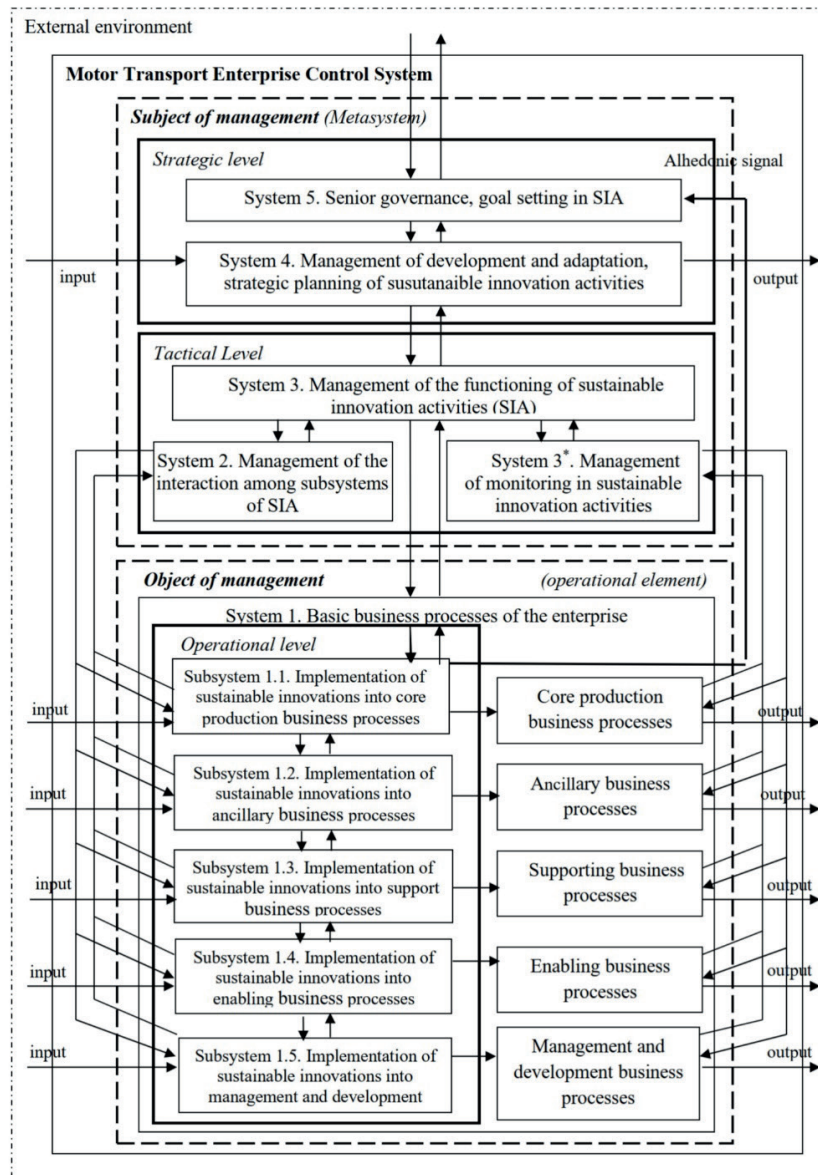 External environment
Motor Transport Enterprise Control System
Subject of management (Metasystem)
Strategic level
Alhedonic signal
System 5. Senior governance, goal setting in SIA
System 4. Management of development and adaptation,
strategic planning of susutanaible innovation activities
input
output
Tactical Level
System 3. Management of the functioning of sustainable
innovation activities (SIA)
System 2. Management of the
interaction among subsystems
of SIA
System 3*. Management
of monitoring in sustainable
innovation activities
Object of management
(operational element)
System 1. Basic business processes of the enterprise
Operational level
input
Subsystem 1.1. Implementation of
sustainable innovations into core
production business processes
Core production
business processes
output
input
Subsystem 1.2. Implementation of
sustainable innovations into
ancillary business processes
Ancillary business
processes
output
input
Subsystem 1.3. Implementation of
sustainable innovations into support
business processes
Supporting business
processes
output
input
Subsystem 1.4. Implementation of
sustainable innovations into
enabling business processes
Enabling business
processes
output
input
Subsystem 1.5. Implementation of
sustainable innovations into
management and development
Management and
development business
processes
output